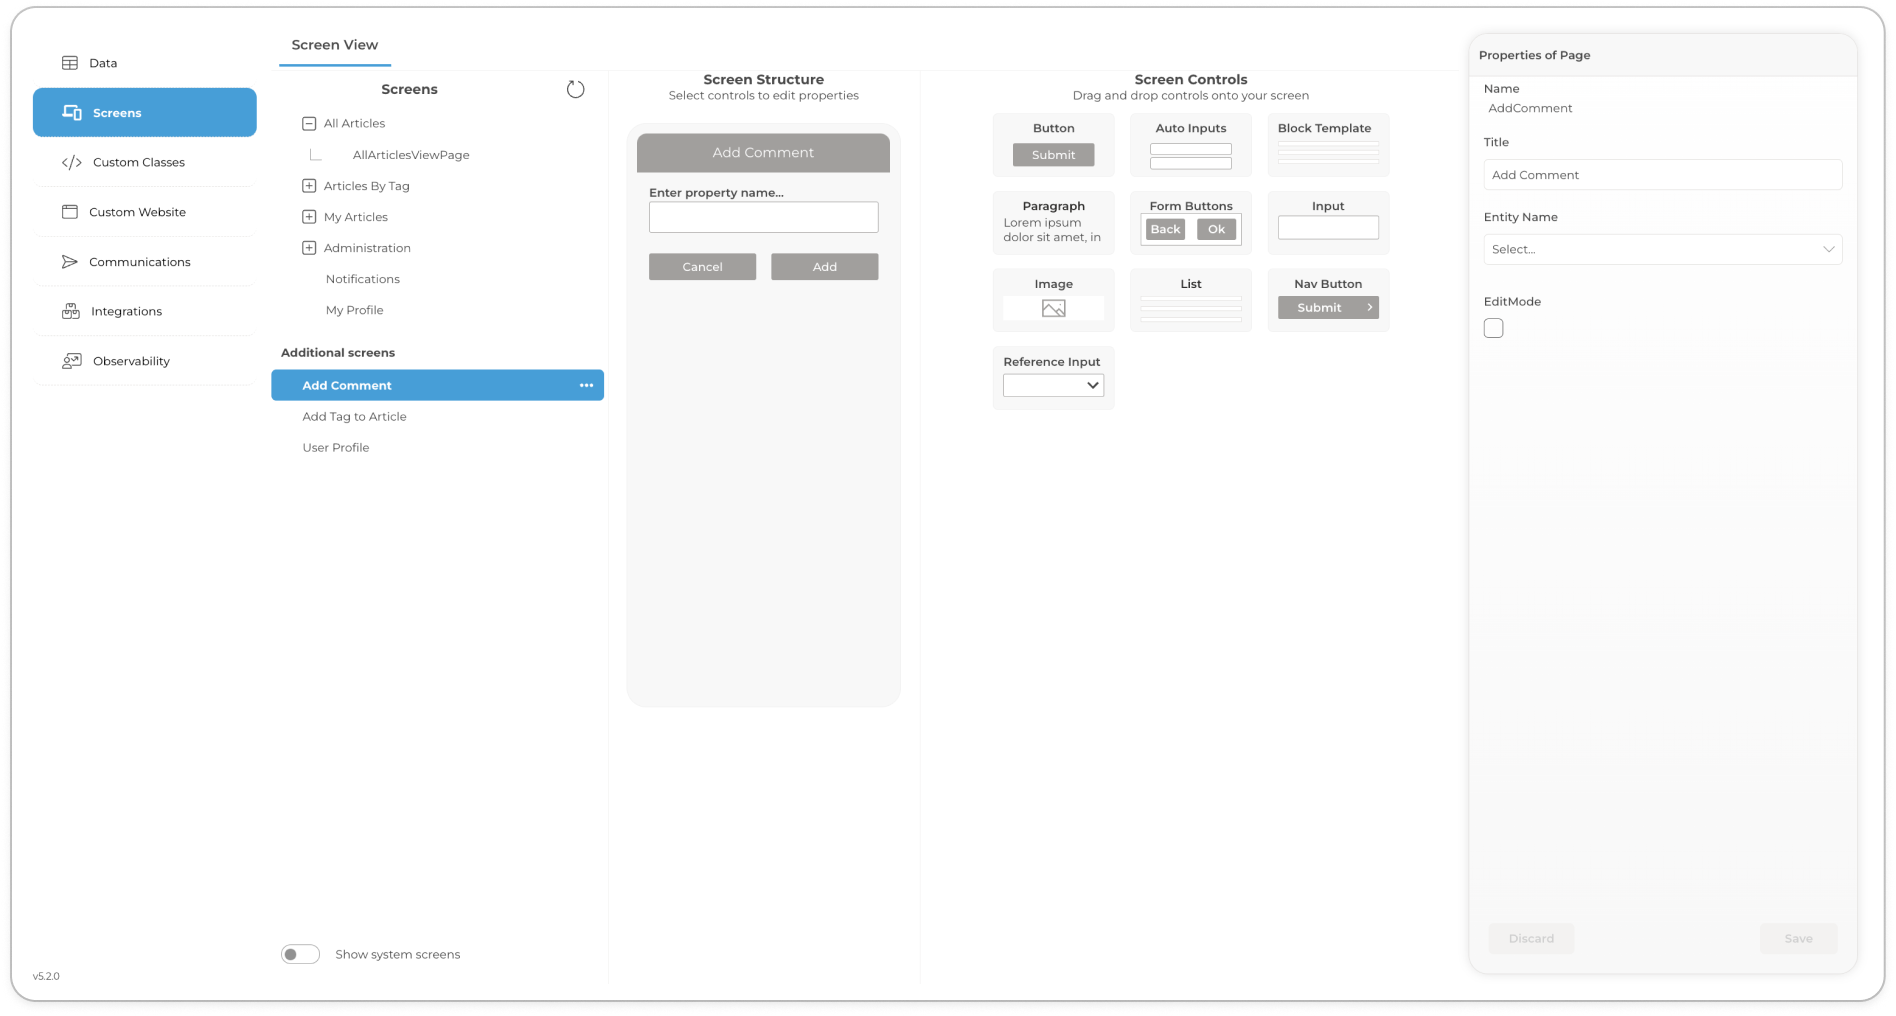 Data
Screens
Custom Classes
Custom Website
Communications
Integrations
Observability
v5.2.0
Screen View
Screens
All Articles
AllArticlesViewPage
Articles By Tag
My Articles
Administration
Notifications
My Profile
Additional screens
Add Comment
Add Tag to Article
User Profile
Show system screens
Screen Structure
Select controls to edit properties
Add Comment
Enter property name...
Cancel Add
Screen Controls
Drag and drop controls onto your screen
Button
Submit
Auto Inputs
Block Template
Paragraph
Lorem ipsum
dolor sit amet, in
Form Buttons
Back Ok
Input
Image
List
Nav Button
Submit
Reference Input
Properties of Page
Name
AddComment
Title
Add Comment
Entity Name
Select...
EditMode
Discard Save